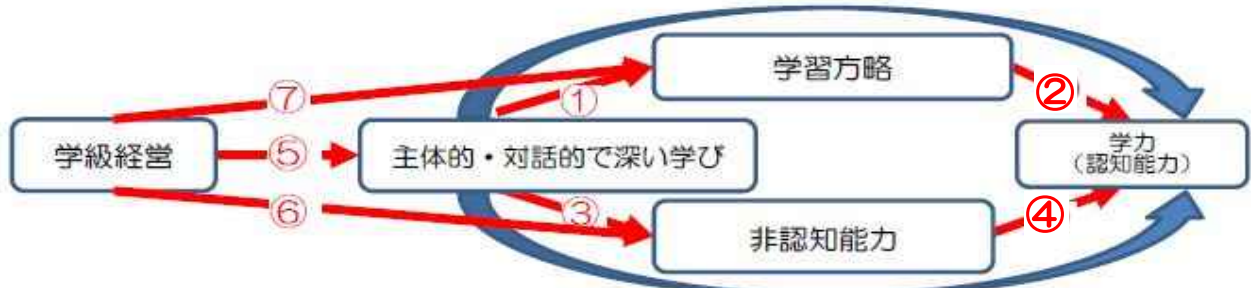 学習方略
⑦
①
②
学級経営
⑤
主体的・対話的で深い学び
学力
(認知能力)
⑥
③
④
非認知能力